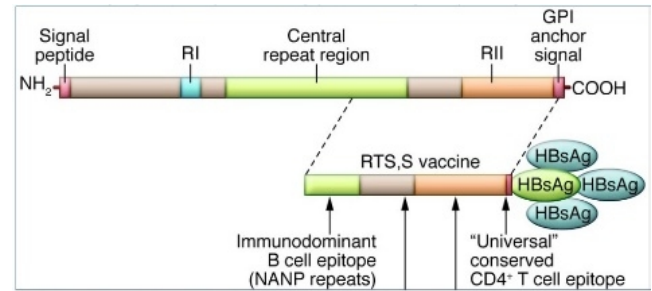 Signal
peptide
RI
Central
repeat region
RII
GPI
anchor
signal
NH2
COOH
RTS,S vaccine
HBsAg
HBsAg
HBsAg
HBsAg
Immunodominant
B cell epitope
(NANP repeats)
"Universal"
conserved
CD4+ T cell epitope